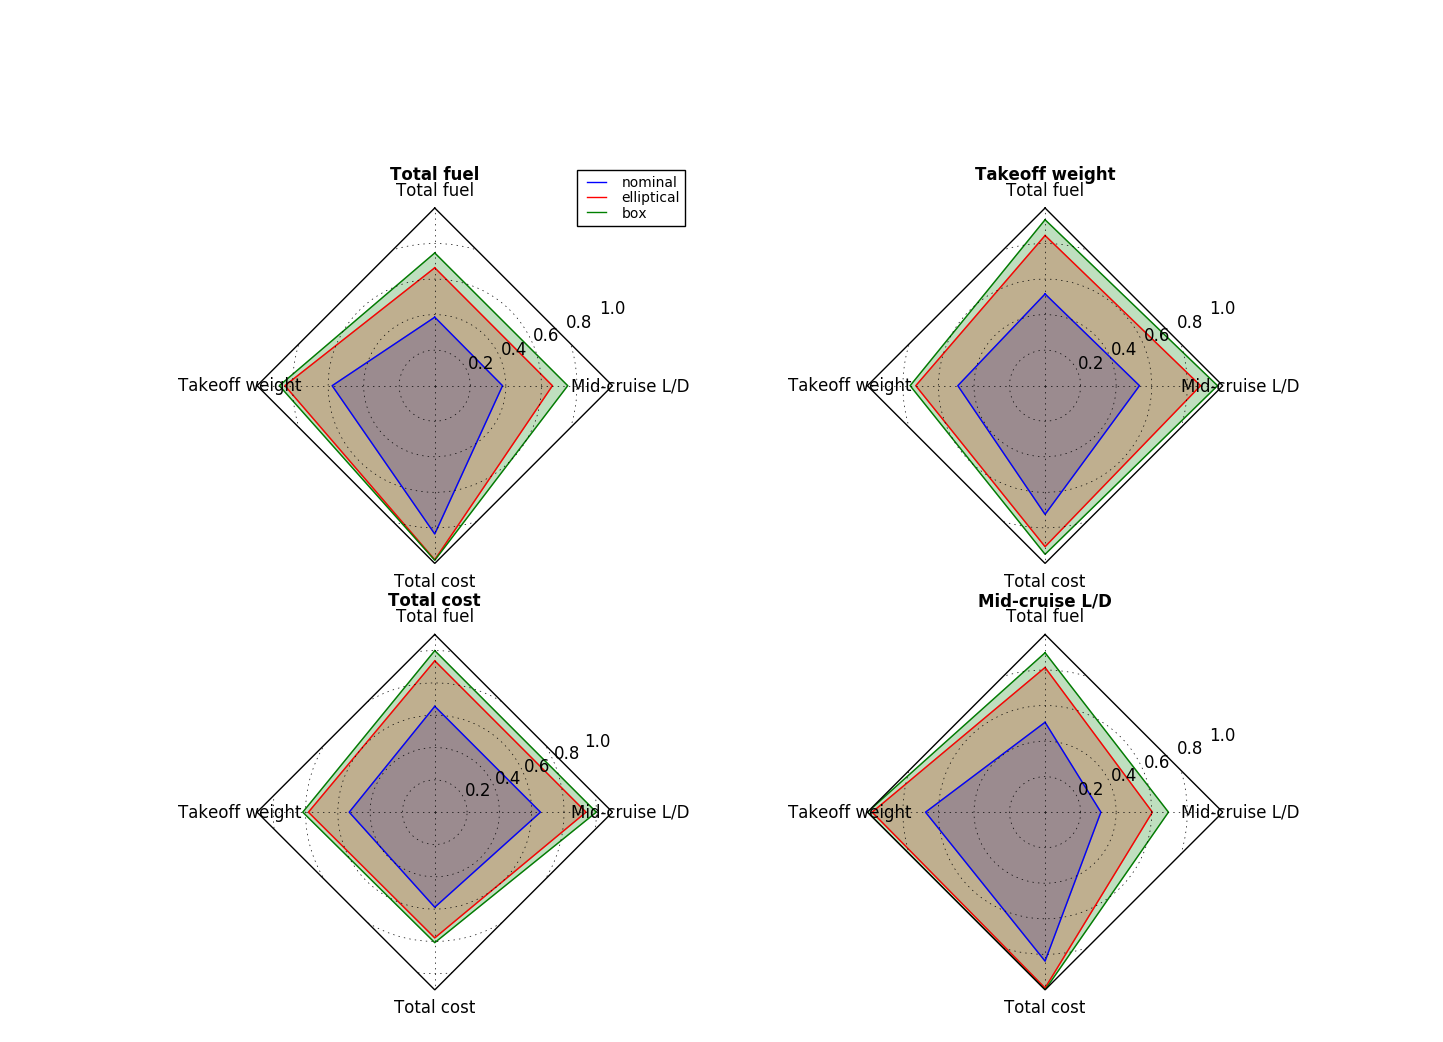 Total fuel
Total fuel
nominal
elliptical
box
1.0
0.8
0.6
0.4
0.2
Takeoff weight
Mid-cruise L/D
Total cost
Takeoff weight
Total fuel
1.0
0.8
0.6
0.4
0.2
Takeoff weight
Mid-cruise L/D
Total cost
Total cost
Total fuel
1.0
0.8
0.6
0.4
0.2
Takeoff weight
Mid-cruise L/D
Total cost
Mid-cruise L/D
Total fuel
1.0
0.8
0.6
0.4
0.2
Takeoff weight
Mid-cruise L/D
Total cost